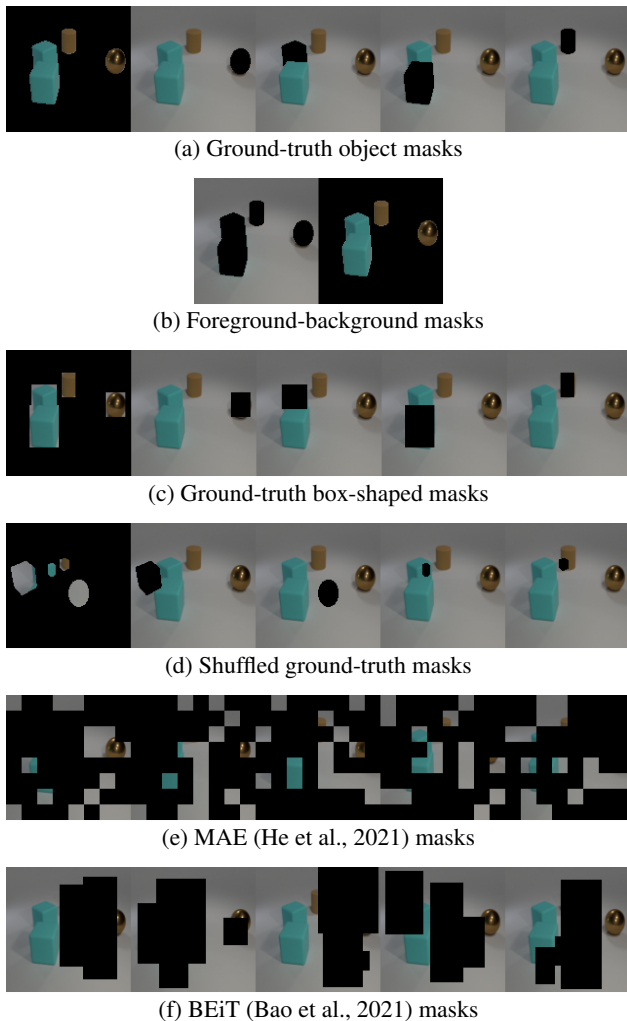 (a) Ground-truth object masks
(b) Foreground-background masks
(c) Ground-truth box-shaped masks
(d) Shuffled ground-truth masks
(e) MAE (He et al., 2021) masks
(f) BEiT (Bao et al., 2021) masks